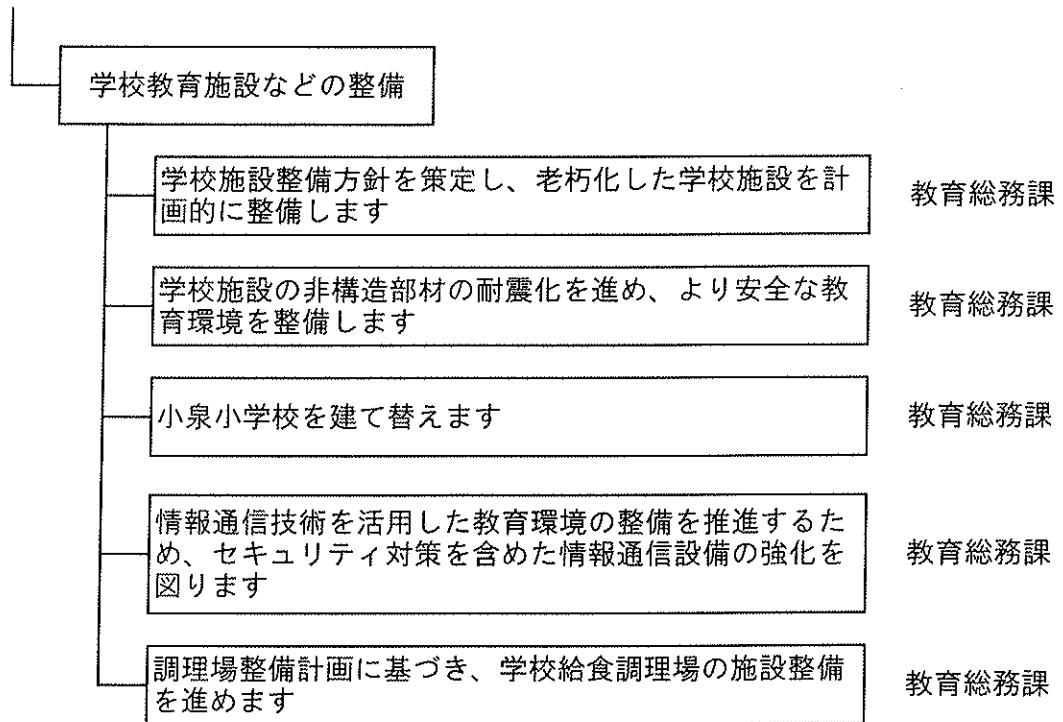 学校教育施設などの整備
学校施設整備方針を策定し、老朽化した学校施設を計
画的に整備します
教育総務課
学校施設の非構造部材の耐震化を進め、より安全な教
育環境を整備します
教育総務課
小泉小学校を建て替えます
教育総務課
情報通信技術を活用した教育環境の整備を推進するた
め、セキュリティ対策を含めた情報通信設備の強化を
図ります
教育総務課
調理場整備計画に基づき、学校給食調理場の施設整備
を進めます
教育総務課